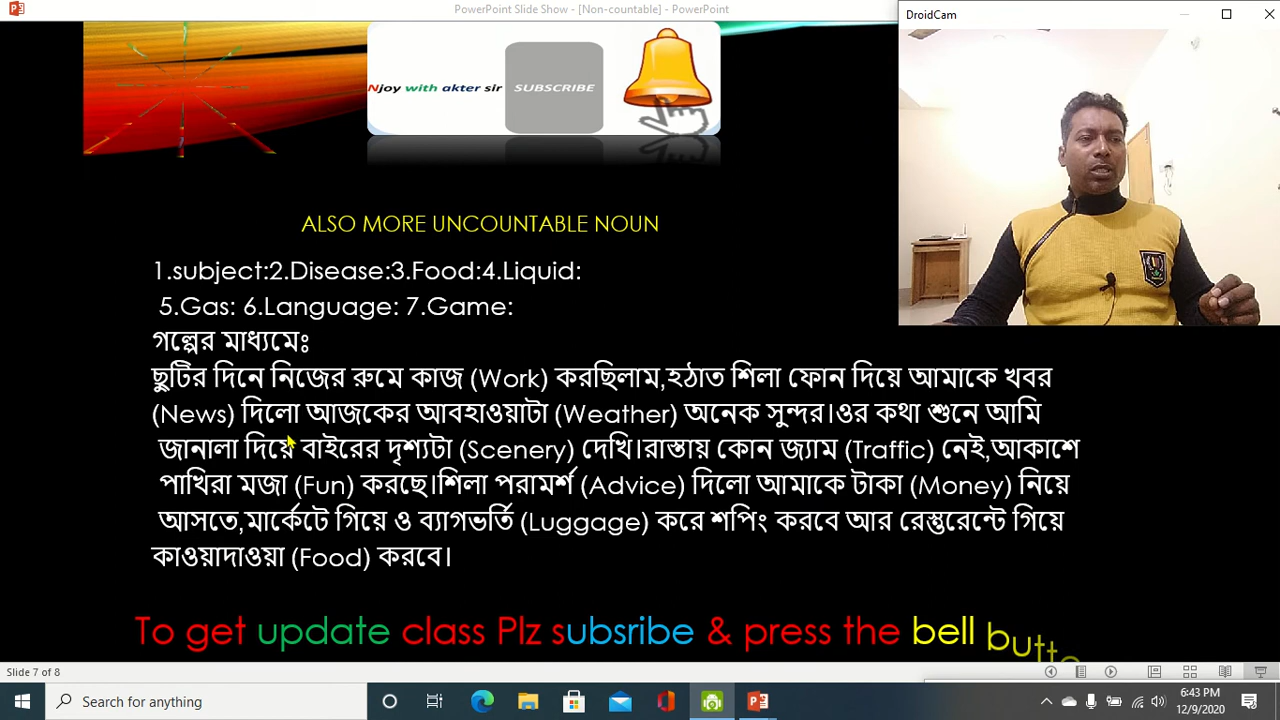 PowerPoint Slide Show - [Non-countable] - PowerPoint
DroidCam
Njoy with akter sir
SUBSCRIBE
ALSO MORE UNCOUNTABLE NOUN
1.subject:2.Disease:3.Food:4.Liquid:
5.Gas: 6.Language: 7.Game:
গল্পের মাধ্যমেঃ
ছুটির দিনে নিজের রুমে কাজ (Work) করছিলাম,হঠাত শিলা ফোন দিয়ে আমাকে খবর
(News) দিলো আজকের আবহাওয়াটা (Weather) অনেক সুন্দর।ওর কথা শুনে আমি
জানালা দিয়ে বাইরের দৃশ্যটা (Scenery) দেখি।রাস্তায় কোন জ্যাম (Traffic) নেই,আকাশে
পাখিরা মজা (Fun) করছে।শিলা পরামর্শ (Advice) দিলো আমাকে টাকা (Money) নিয়ে
আসতে,মার্কেটে গিয়ে ও ব্যাগভর্তি (Luggage) করে শপিং করবে আর রেস্তুরেন্টে গিয়ে
কাওয়াদাওয়া (Food) করবে।
To get update class Plz subsribe & press the bell butto
Slide 7 of 8
Search for anything
6:43 PM
12/9/2020